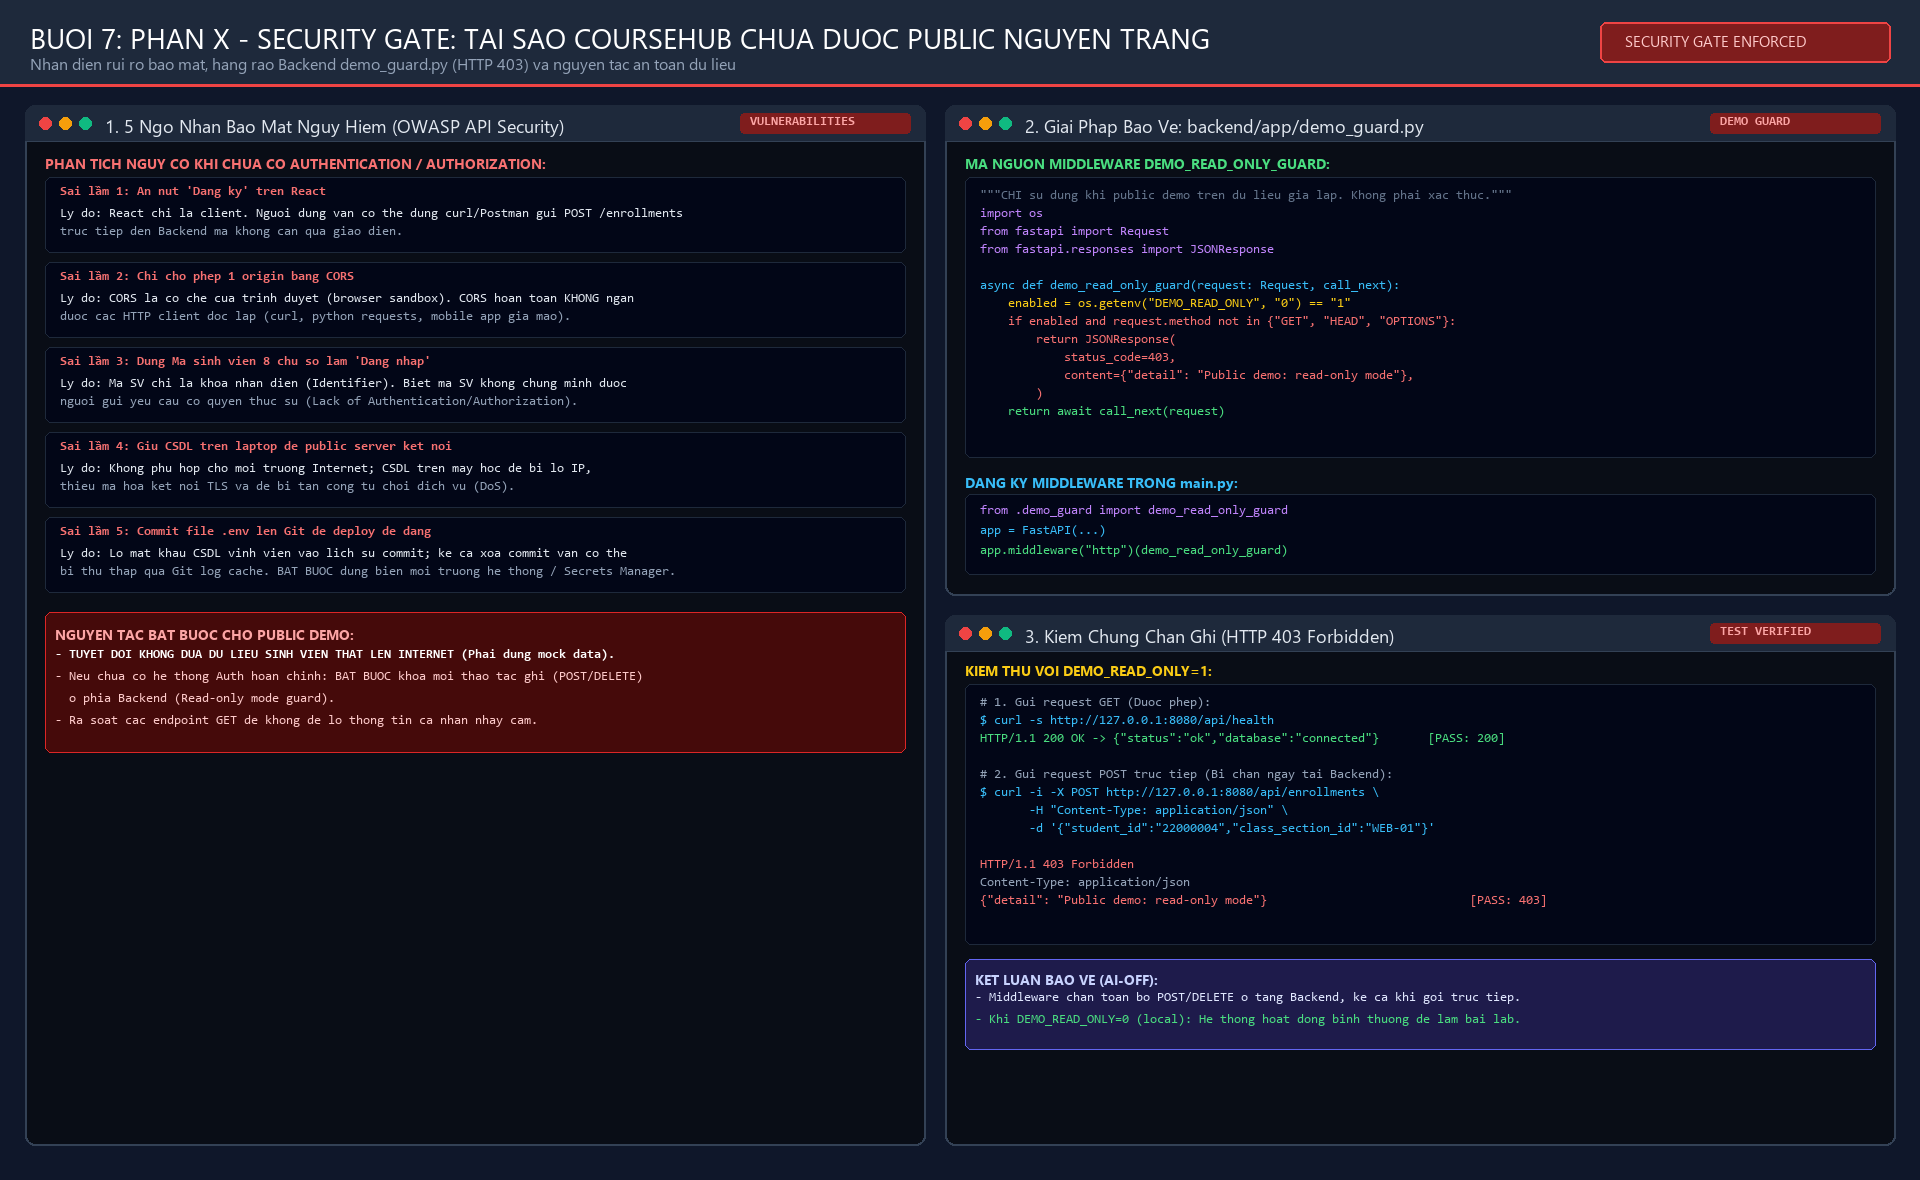 BUOI 7: PHAN X - SECURITY GATE: TAI SAO COURSEHUB CHUA DUOC PUBLIC NGUYEN TRANG
Nhan dien rui ro bao mat, hang rao Backend demo_guard.py (HTTP 403) va nguyen tac an toan du lieu
SECURITY GATE ENFORCED
1. 5 Ngo Nhan Bao Mat Nguy Hiem (OWASP API Security)
VULNERABILITIES
PHAN TICH NGUY CO KHI CHUA CO AUTHENTICATION / AUTHORIZATION:
Sai lầm 1: An nut 'Dang ky' tren React
Ly do: React chi la client. Nguoi dung van co the dung curl/Postman gui POST /enrollments
truc tiep den Backend ma khong can qua giao dien.
Sai lầm 2: Chi cho phep 1 origin bang CORS
Ly do: CORS la co che cua trinh duyet (browser sandbox). CORS hoan toan KHONG ngan
duoc cac HTTP client doc lap (curl, python requests, mobile app gia mao).
Sai lầm 3: Dung Ma sinh vien 8 chu so lam 'Dang nhap'
Ly do: Ma SV chi la khoa nhan dien (Identifier). Biet ma SV khong chung minh duoc
nguoi gui yeu cau co quyen thuc su (Lack of Authentication/Authorization).
Sai lầm 4: Giu CSDL tren laptop de public server ket noi
Ly do: Khong phu hop cho moi truong Internet; CSDL tren may hoc de bi lo IP,
thieu ma hoa ket noi TLS va de bi tan cong tu choi dich vu (DoS).
Sai lầm 5: Commit file .env len Git de deploy de dang
Ly do: Lo mat khau CSDL vinh vien vao lich su commit; ke ca xoa commit van co the
bi thu thap qua Git log cache. BAT BUOC dung bien moi truong he thong / Secrets Manager.
NGUYEN TAC BAT BUOC CHO PUBLIC DEMO:
- TUYET DOI KHONG DUA DU LIEU SINH VIEN THAT LEN INTERNET (Phai dung mock data).
- Neu chua co he thong Auth hoan chinh: BAT BUOC khoa moi thao tac ghi (POST/DELETE)
o phia Backend (Read-only mode guard).
- Ra soat cac endpoint GET de khong de lo thong tin ca nhan nhay cam.
2. Giai Phap Bao Ve: backend/app/demo_guard.py
DEMO GUARD
MA NGUON MIDDLEWARE DEMO_READ_ONLY_GUARD:
"""CHI su dung khi public demo tren du lieu gia lap. Khong phai xac thuc."""
import os
from fastapi import Request
from fastapi.responses import JSONResponse
async def demo_read_only_guard(request: Request, call_next):
enabled = os.getenv("DEMO_READ_ONLY", "0") == "1"
if enabled and request.method not in {"GET", "HEAD", "OPTIONS"}:
return JSONResponse(
status_code=403,
content={"detail": "Public demo: read-only mode"},
)
return await call_next(request)
DANG KY MIDDLEWARE TRONG main.py:
from .demo_guard import demo_read_only_guard
app = FastAPI(...)
app.middleware("http")(demo_read_only_guard)
3. Kiem Chung Chan Ghi (HTTP 403 Forbidden)
TEST VERIFIED
KIEM THU VOI DEMO_READ_ONLY=1:
# 1. Gui request GET (Duoc phep):
$ curl -s http://127.0.0.1:8080/api/health
HTTP/1.1 200 OK -> {"status":"ok","database":"connected"} [PASS: 200]
# 2. Gui request POST truc tiep (Bi chan ngay tai Backend):
$ curl -i -X POST http://127.0.0.1:8080/api/enrollments \
-H "Content-Type: application/json" \
-d '{"student_id":"22000004","class_section_id":"WEB-01"}'
HTTP/1.1 403 Forbidden
Content-Type: application/json
{"detail": "Public demo: read-only mode"} [PASS: 403]
KET LUAN BAO VE (AI-OFF):
- Middleware chan toan bo POST/DELETE o tang Backend, ke ca khi goi truc tiep.
- Khi DEMO_READ_ONLY=0 (local): He thong hoat dong binh thuong de lam bai lab.